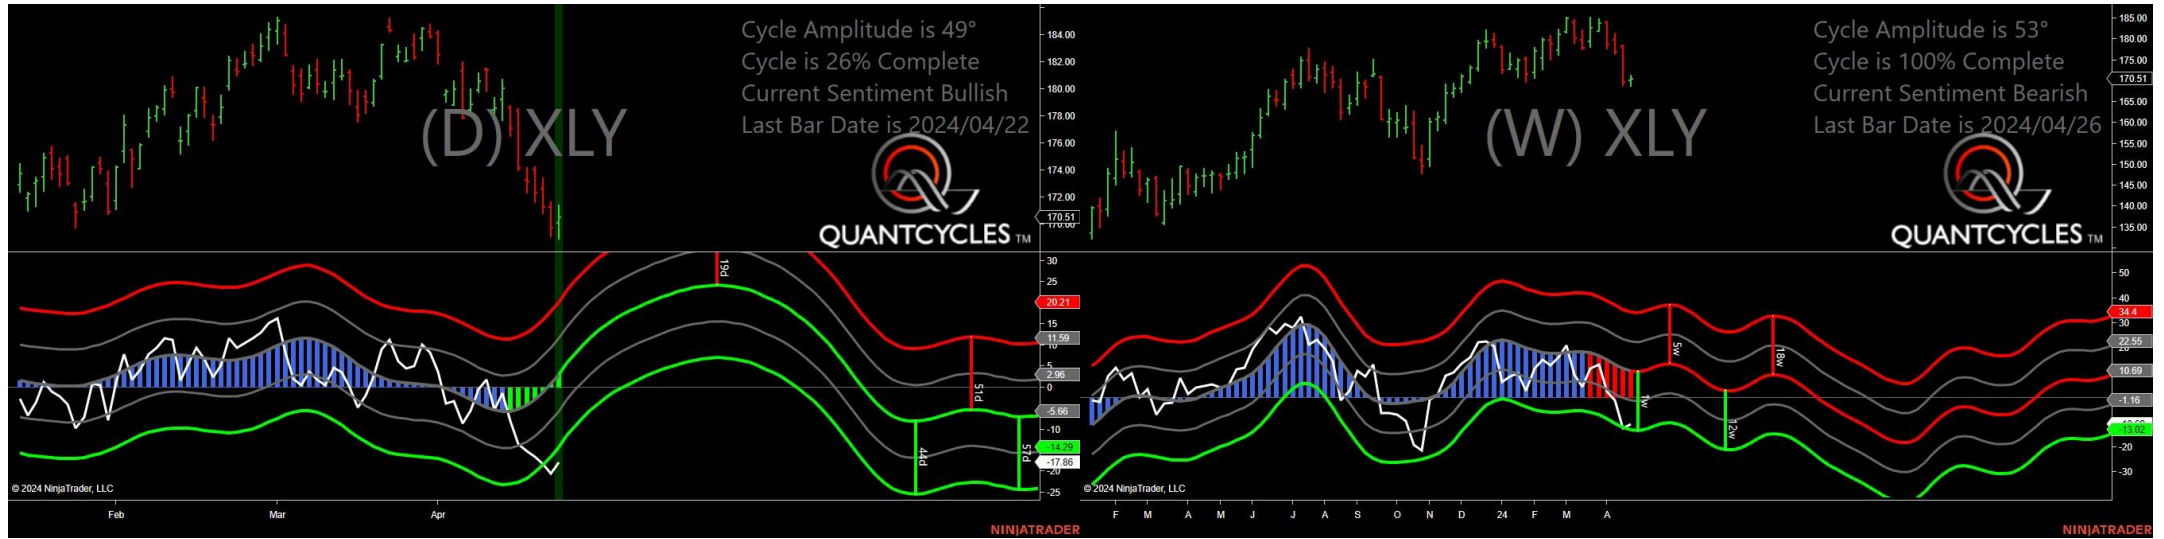 Cycle Amplitude is 49°
Cycle is 26% Complete
Current Sentiment Bullish
Last Bar Date is 2024/04/22
(D) XLY
QUANTCYCLES TM
184.00
182.00
180.00
178.00
176.00
174.00
172.00
170.51
170.00
30
25
20.21
15
11.59
10
5
2.96
0
-5.66
-10
-14.29
-17.86
-20
-25
19d
44d
51d
57d
© 2024 NinjaTrader, LLC
Feb Mar Apr
NINJATRADER
Cycle Amplitude is 53°
Cycle is 100% Complete
Current Sentiment Bearish
Last Bar Date is 2024/04/26
(W) XLY
QUANTCYCLES TM
185.00
180.00
175.00
170.51
165.00
160.00
155.00
150.00
145.00
140.00
135.00
50
40
34.4
30
22.55
20
10.69
-1.16
-13.02
-20
-30
1w
5w
12w
18w
© 2024 NinjaTrader, LLC
F M A M J J A S O N D 24 F M A
NINJATRADER